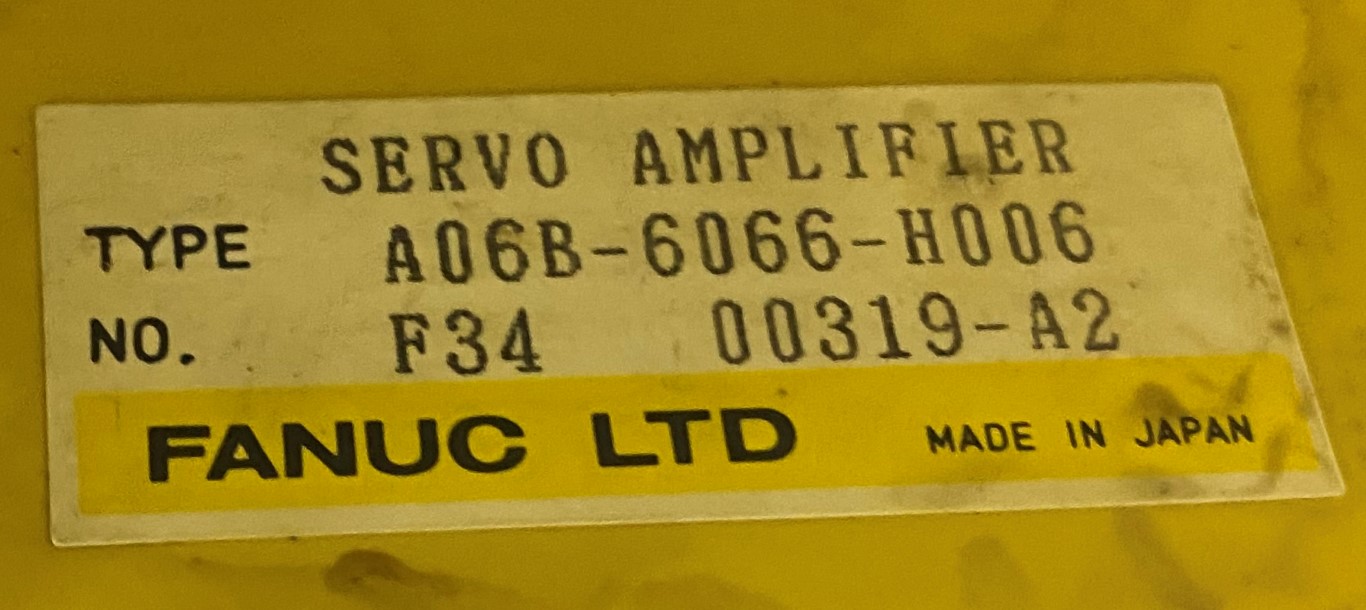 SERVO AMPLIFIER
TYPE A06B-6066-H006
NO. F34 00319-A2
FANUC LTD MADE IN JAPAN